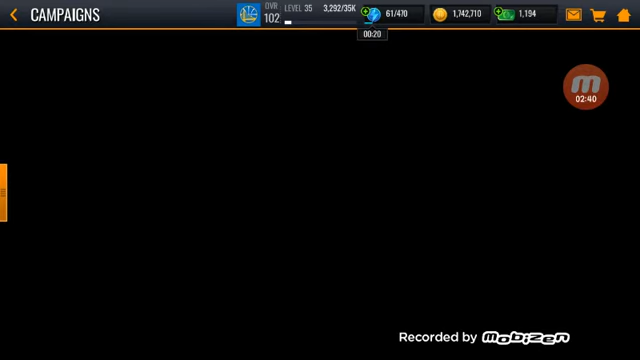 CAMPAIGNS
OVR
102
LEVEL 35 3,292/35K
61/470
00:20
1,742,710
1,194
02:40
Recorded by Mobizen